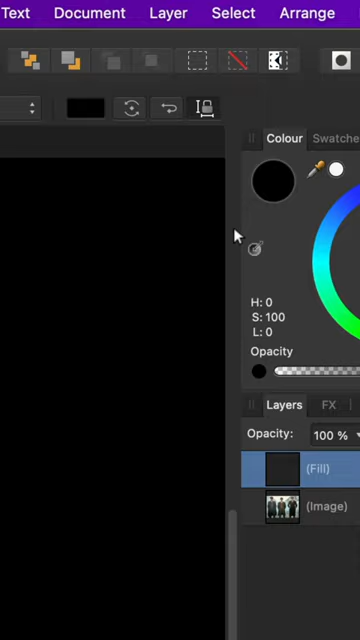 Text Document Layer Select Arrange
Colour Swatche
H: 0
S: 100
L: 0
Opacity
Layers FX
Opacity: 100 %
(Fill)
(Image)